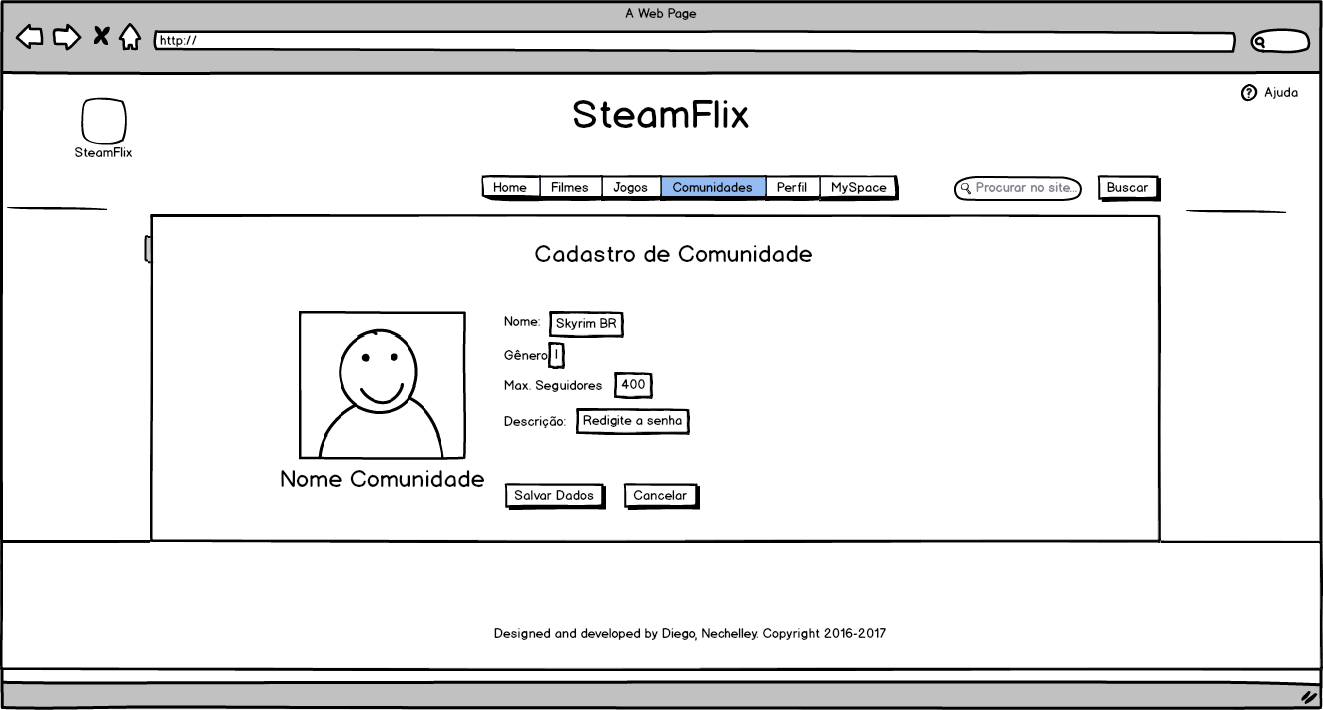 A Web Page
http://
Ajuda
SteamFlix
SteamFlix
Home Filmes Jogos Comunidades Perfil MySpace
Procurar no site... Buscar
Cadastro de Comunidade
Nome: Skyrim BR
Gênero I
Max. Seguidores 400
Descrição: Redigite a senha
Nome Comunidade
Salvar Dados Cancelar
Designed and developed by Diego, Nechelley. Copyright 2016-2017